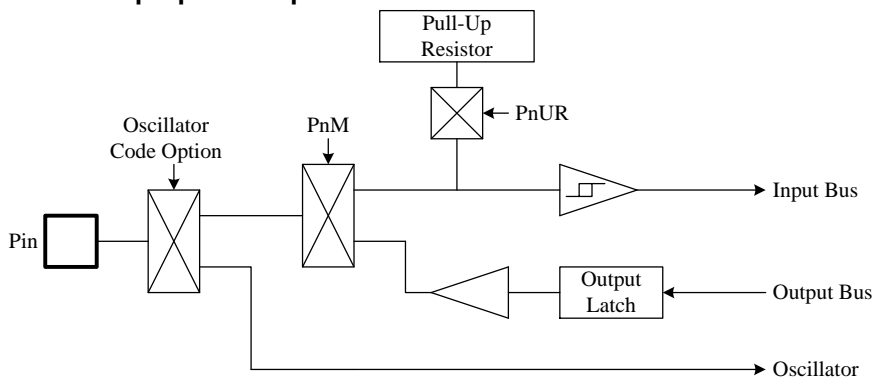 Pull-Up
Resistor
PnUR
Oscillator
Code Option
PnM
Input Bus
Pin
Output
Latch
Output Bus
Oscillator